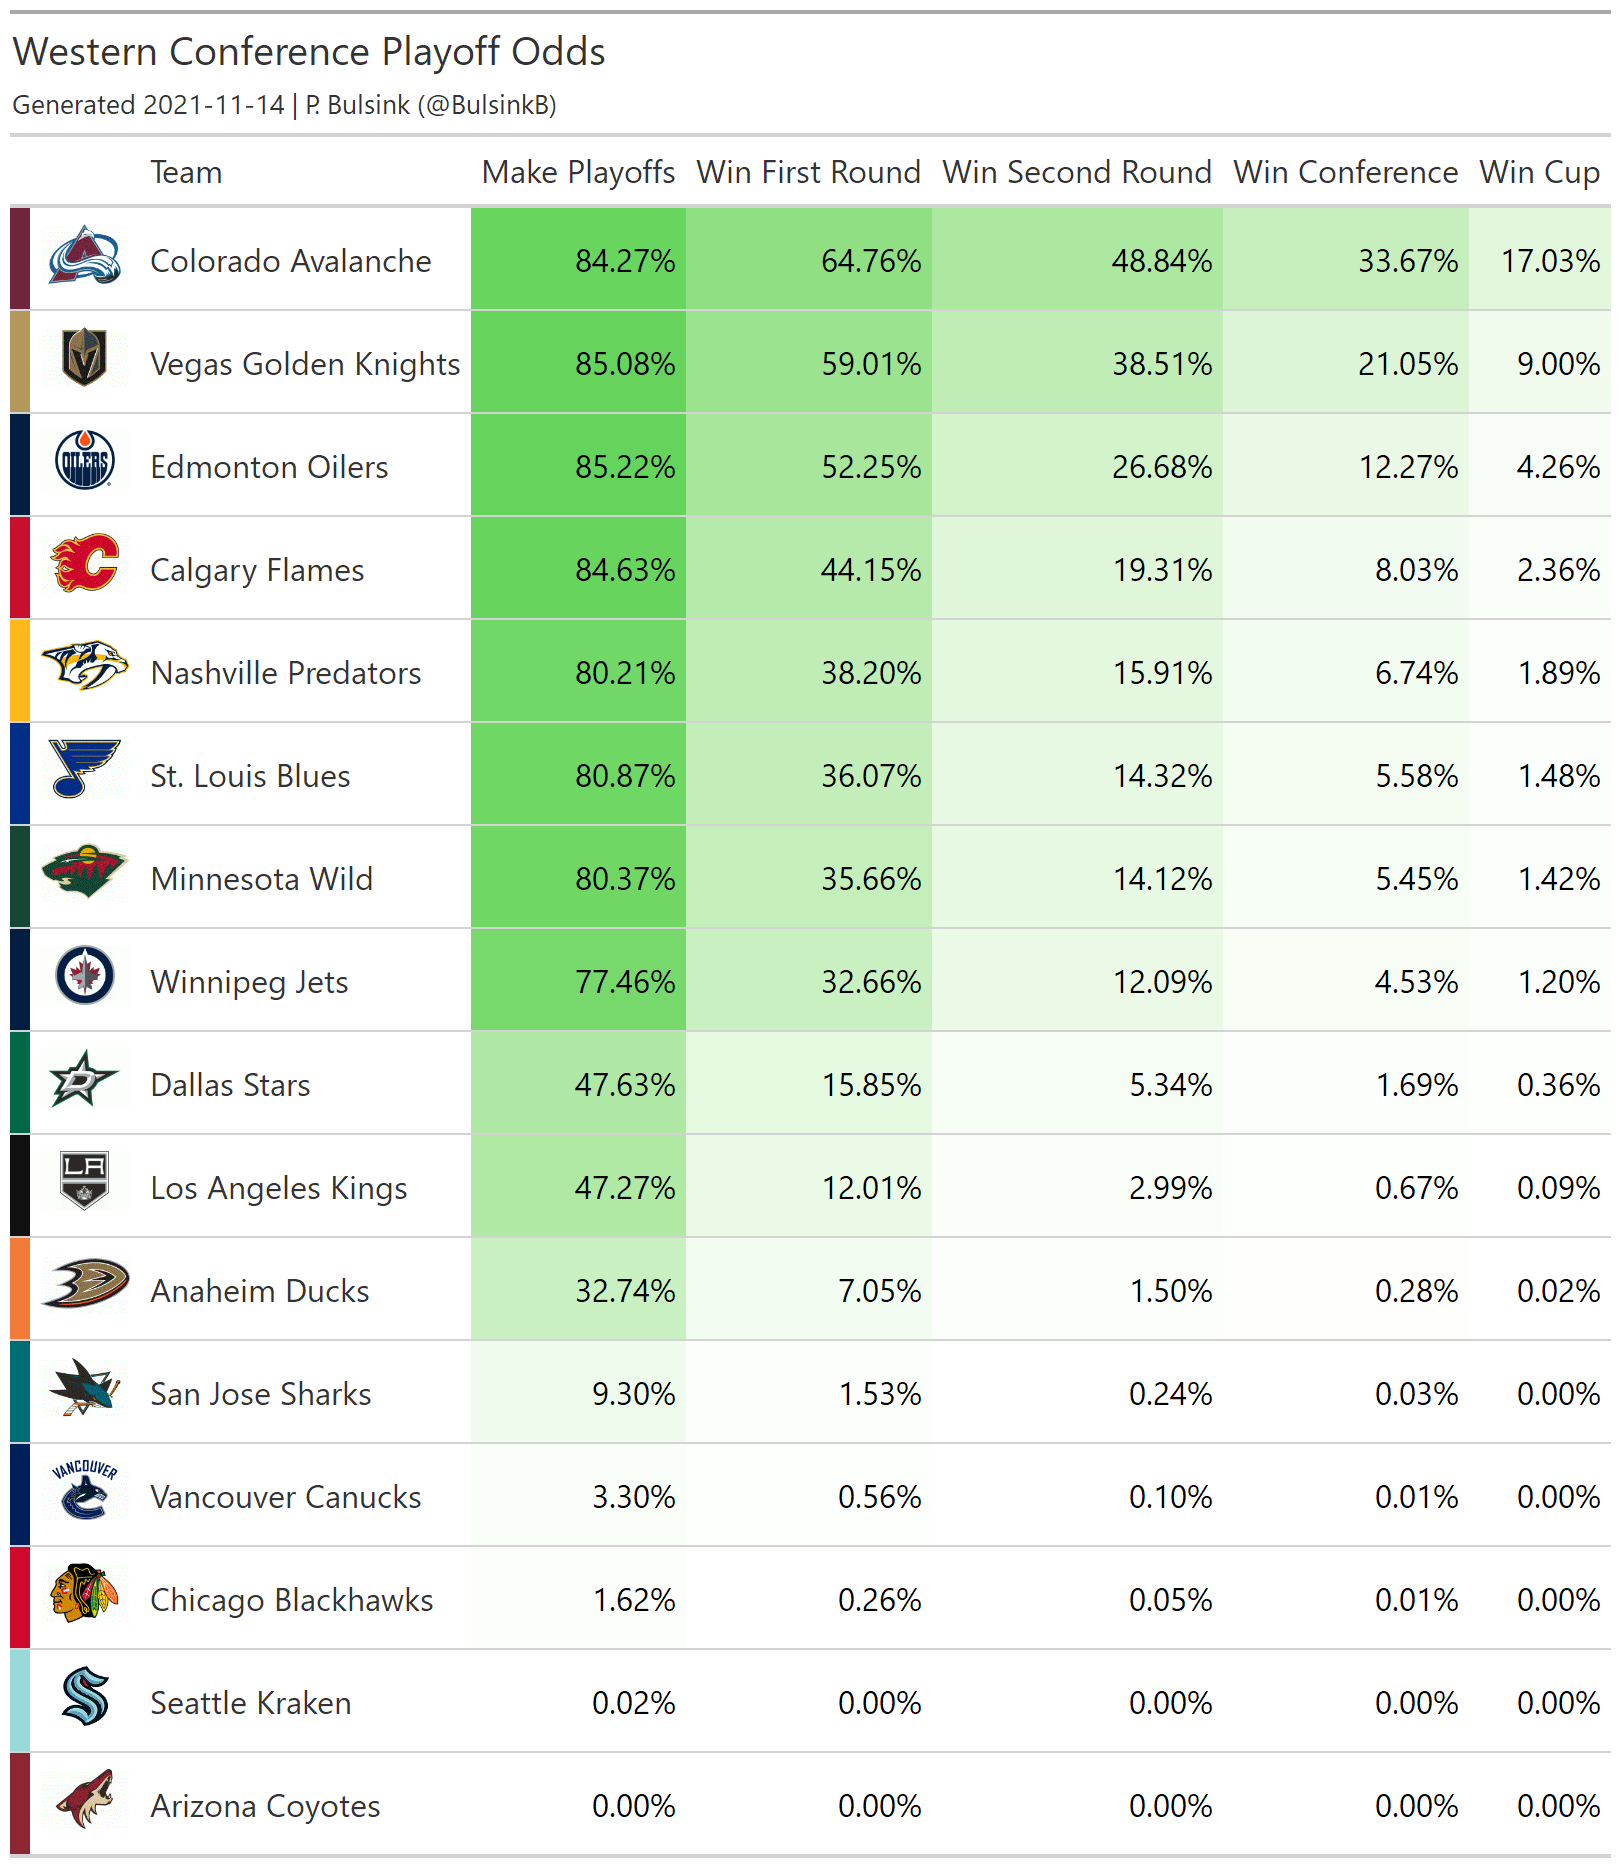 Western Conference Playoff Odds
Generated 2021-11-14 | P. Bulsink (@BulsinkB)
Team Make Playoffs Win First Round Win Second Round Win Conference Win Cup
Colorado Avalanche 84.27% 64.76% 48.84% 33.67% 17.03%
Vegas Golden Knights 85.08% 59.01% 38.51% 21.05% 9.00%
OILERS Edmonton Oilers 85.22% 52.25% 26.68% 12.27% 4.26%
C Calgary Flames 84.63% 44.15% 19.31% 8.03% 2.36%
Nashville Predators 80.21% 38.20% 15.91% 6.74% 1.89%
St. Louis Blues 80.87% 36.07% 14.32% 5.58% 1.48%
Minnesota Wild 80.37% 35.66% 14.12% 5.45% 1.42%
Winnipeg Jets 77.46% 32.66% 12.09% 4.53% 1.20%
D Dallas Stars 47.63% 15.85% 5.34% 1.69% 0.36%
LA Los Angeles Kings 47.27% 12.01% 2.99% 0.67% 0.09%
Anaheim Ducks 32.74% 7.05% 1.50% 0.28% 0.02%
San Jose Sharks 9.30% 1.53% 0.24% 0.03% 0.00%
VANCOUVER Vancouver Canucks 3.30% 0.56% 0.10% 0.01% 0.00%
Chicago Blackhawks 1.62% 0.26% 0.05% 0.01% 0.00%
Seattle Kraken 0.02% 0.00% 0.00% 0.00% 0.00%
Arizona Coyotes 0.00% 0.00% 0.00% 0.00% 0.00%